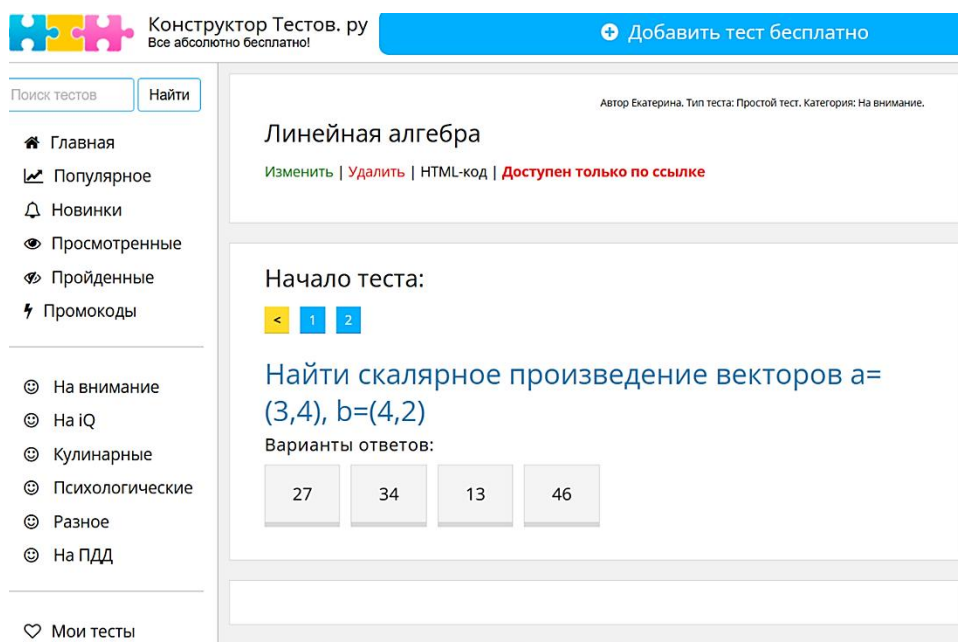 Конструктор Тестов. ру
Все абсолютно бесплатно!
Добавить тест бесплатно
Поиск тестов
Найти
Главная
Популярное
Новинки
Просмотренные
Пройденные
Промокоды
На внимание
На iQ
Кулинарные
Психологические
Разное
На ПДД
Мои тесты
Автор Екатерина. Тип теста: Простой тест. Категория: На внимание.
Линейная алгебра
Изменить | Удалить | HTML-код | Доступен только по ссылке
Начало теста:
< 1 2
Найти скалярное произведение векторов a=
(3,4), b=(4,2)
Варианты ответов:
27 34 13 46